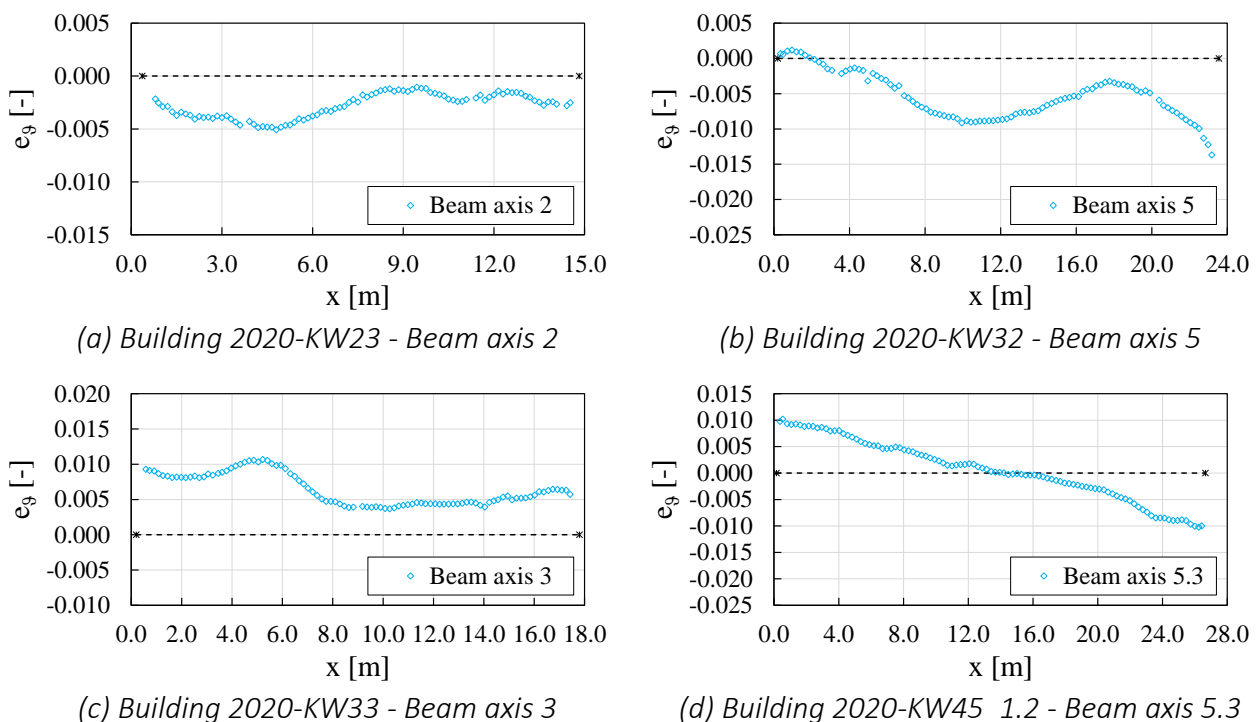 0.005
0.000
-0.005
-0.010
-0.015
eϑ [-]
Beam axis 2
0.0 3.0 6.0 9.0 12.0 15.0
x [m]
(a) Building 2020-KW23 - Beam axis 2
0.005
0.000
-0.005
-0.010
-0.015
-0.020
-0.025
eϑ [-]
Beam axis 5
0.0 4.0 8.0 12.0 16.0 20.0 24.0
x [m]
(b) Building 2020-KW32 - Beam axis 5
0.020
0.015
0.010
0.005
0.000
-0.005
-0.010
eϑ [-]
Beam axis 3
0.0 2.0 4.0 6.0 8.0 10.0 12.0 14.0 16.0 18.0
x [m]
(c) Building 2020-KW33 - Beam axis 3
0.015
0.010
0.005
0.000
-0.005
-0.010
-0.015
-0.020
-0.025
eϑ [-]
Beam axis 5.3
0.0 4.0 8.0 12.0 16.0 20.0 24.0 28.0
x [m]
(d) Building 2020-KW45 1.2 - Beam axis 5.3